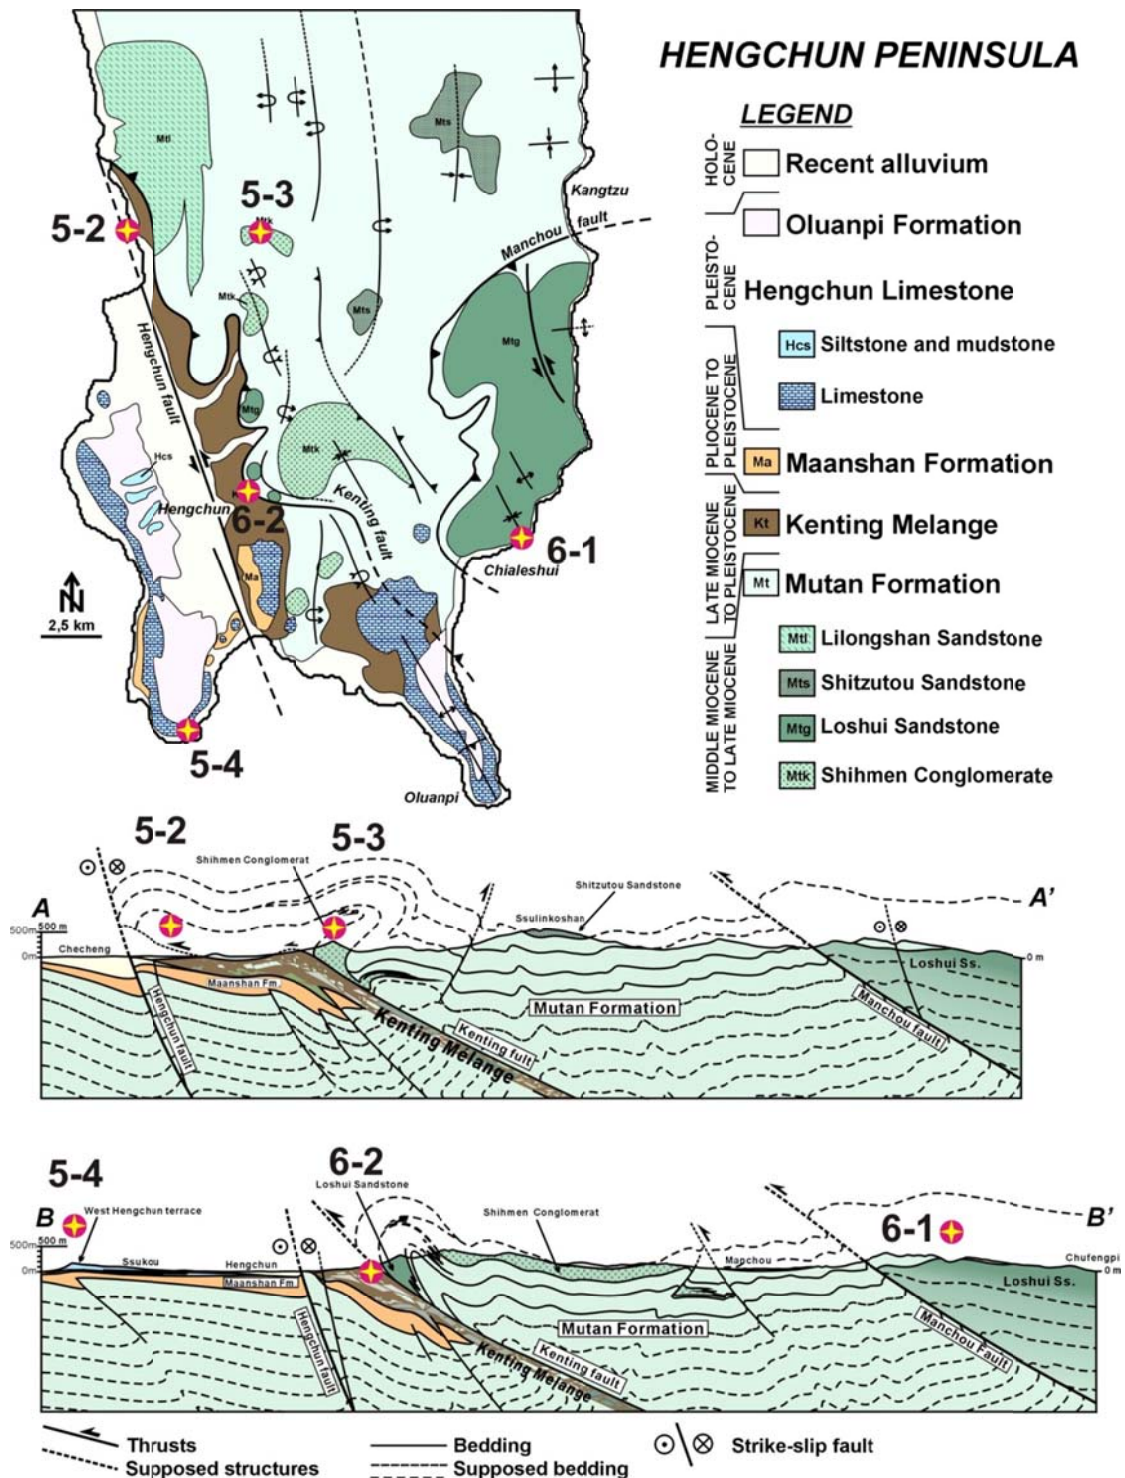 HENGCHUN PENINSULA
LEGEND
HOLO-
CENE
Recent alluvium
Oluanpi Formation
PLEISTO-
CENE
Hengchun Limestone
Hcs
Siltstone and mudstone
Limestone
PLIOCENE TO
PLEISTOCENE
Ma
Maanshan Formation
LATE MIOCENE
TO PLEISTOCENE
Kt
Kenting Melange
MIDDLE MIOCENE
TO LATE MIOCENE
Mt
Mutan Formation
Mtl
Lilongshan Sandstone
Mts
Shitzutou Sandstone
Mtg
Loshui Sandstone
Mtk
Shihmen Conglomerate
Mtl
Mts
5-3
Mtk
5-2
Kangtzu
Manchou fault
Mtk
Mts
Hengchun fault
Mtg
Mtg
Mtk
Hcs
Hengchun
6-2
Kenting fault
6-1
Chialeshui
Ma
N
2,5 km
5-4
Oluanpi
5-2
5-3
Shihmen Conglomerat
Shitzutou Sandstone
A
A'
500m
500 m
Ssulinkoshan
Checheng
0m
0 m
Loshui Ss.
Maanshan Fm.
Hengchun fault
Mutan Formation
Kenting Melange
Kenting fult
Manchou fault
5-4
6-2
Loshui Sandstone
B
West Hengchun terrace
Shihmen Conglomerat
6-1
B'
500m
500 m
Ssukou
Hengchun
Manchou
Chufengpi
0m
0 m
Maanshan Fm.
Loshui Ss.
Hengchun fault
Mutan Formation
Kenting Melange
Kenting fault
Manchou Fault
Thrusts
Bedding
Strike-slip fault
Supposed structures
Supposed bedding